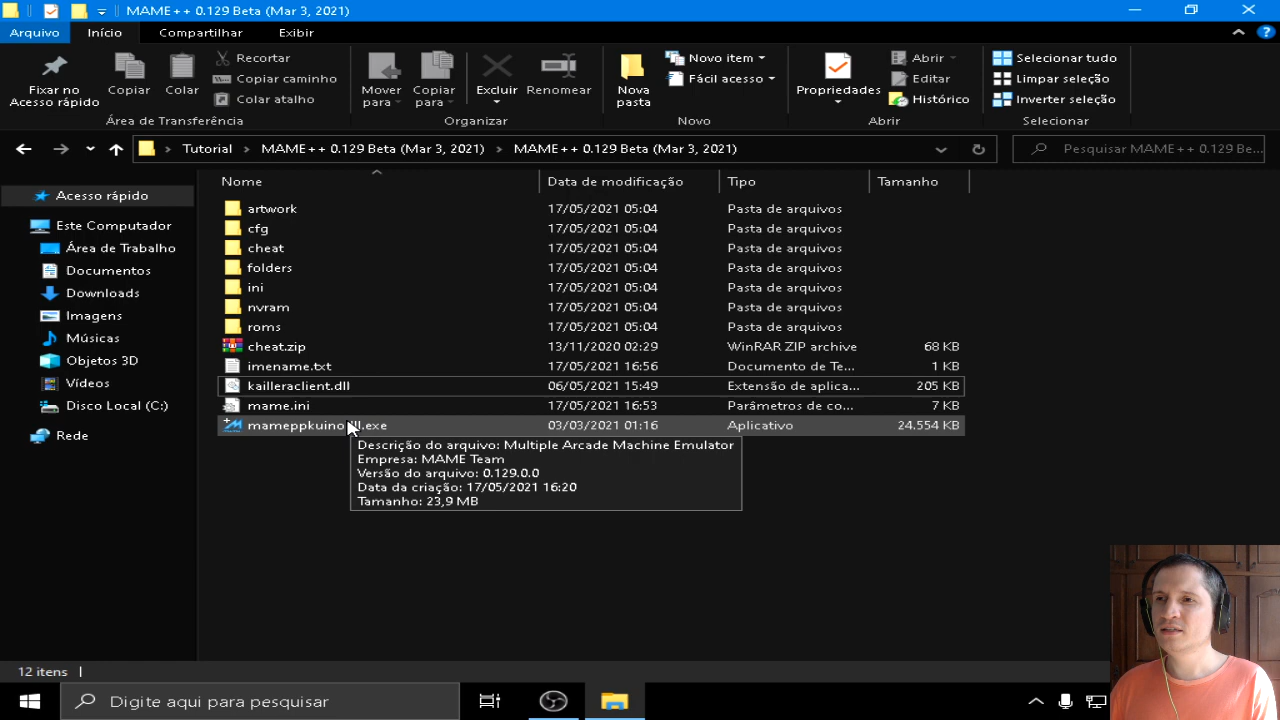 MAME++ 0.129 Beta (Mar 3, 2021)
Arquivo
Início
Compartilhar
Exibir
Fixar no
Acesso rápido
Copiar
Colar
Recortar
Copiar caminho
Colar atalho
Área de Transferência
Mover
para
Copiar
para
Excluir
Renomear
Organizar
Nova
pasta
Novo item
Fácil acesso
Novo
Propriedades
Abrir
Editar
Histórico
Abrir
Selecionar tudo
Limpar seleção
Inverter seleção
Selecionar
Tutorial > MAME++ 0.129 Beta (Mar 3, 2021) > MAME++ 0.129 Beta (Mar 3, 2021)
Pesquisar MAME++ 0.129 Be...
Acesso rápido
Este Computador
Área de Trabalho
Documentos
Downloads
Imagens
Músicas
Objetos 3D
Vídeos
Disco Local (C:)
Rede
Nome Data de modificação Tipo Tamanho
artwork 17/05/2021 05:04 Pasta de arquivos
cfg 17/05/2021 05:04 Pasta de arquivos
cheat 17/05/2021 05:04 Pasta de arquivos
folders 17/05/2021 05:04 Pasta de arquivos
ini 17/05/2021 05:04 Pasta de arquivos
nvram 17/05/2021 05:04 Pasta de arquivos
roms 17/05/2021 05:04 Pasta de arquivos
cheat.zip 13/11/2020 02:29 WinRAR ZIP archive 68 KB
imename.txt 17/05/2021 16:56 Documento de Te... 1 KB
kailleraclient.dll 06/05/2021 15:49 Extensão de aplica... 205 KB
mame.ini 17/05/2021 16:53 Parâmetros de co... 7 KB
03/03/2021 01:16 Aplicativo 24.554 KB
Descrição do arquivo: Multiple Arcade Machine Emulator
Empresa: MAME Team
Versão do arquivo: 0.129.0.0
Data da criação: 17/05/2021 16:20
Tamanho: 23,9 MB
12 itens
Digite aqui para pesquisar